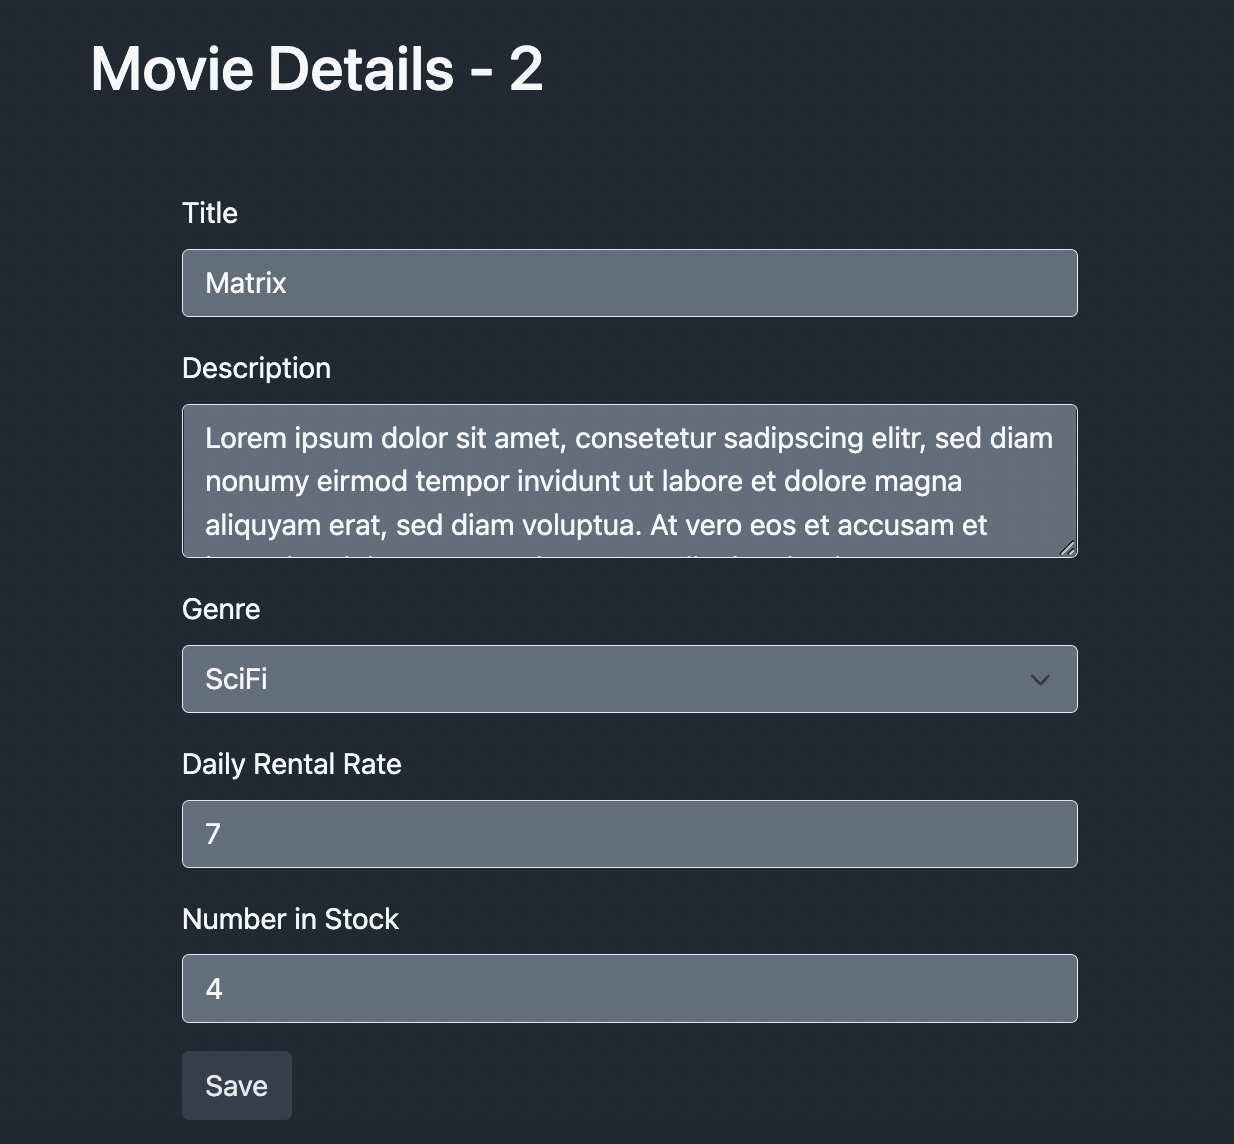 Movie Details - 2
Title
Matrix
Description
Lorem ipsum dolor sit amet, consetetur sadipscing elitr, sed diam
nonumy eirmod tempor invidunt ut labore et dolore magna
aliquyam erat, sed diam voluptua. At vero eos et accusam et
Genre
SciFi
Daily Rental Rate
7
Number in Stock
4
Save